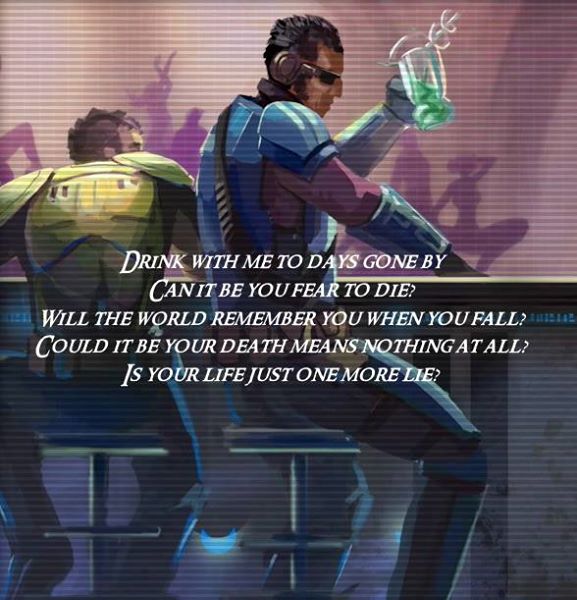 Drink with me to days gone by
Can it be you fear to die?
Will the world remember you when you fall?
Could it be your death means nothing at all?
Is your life just one more lie?